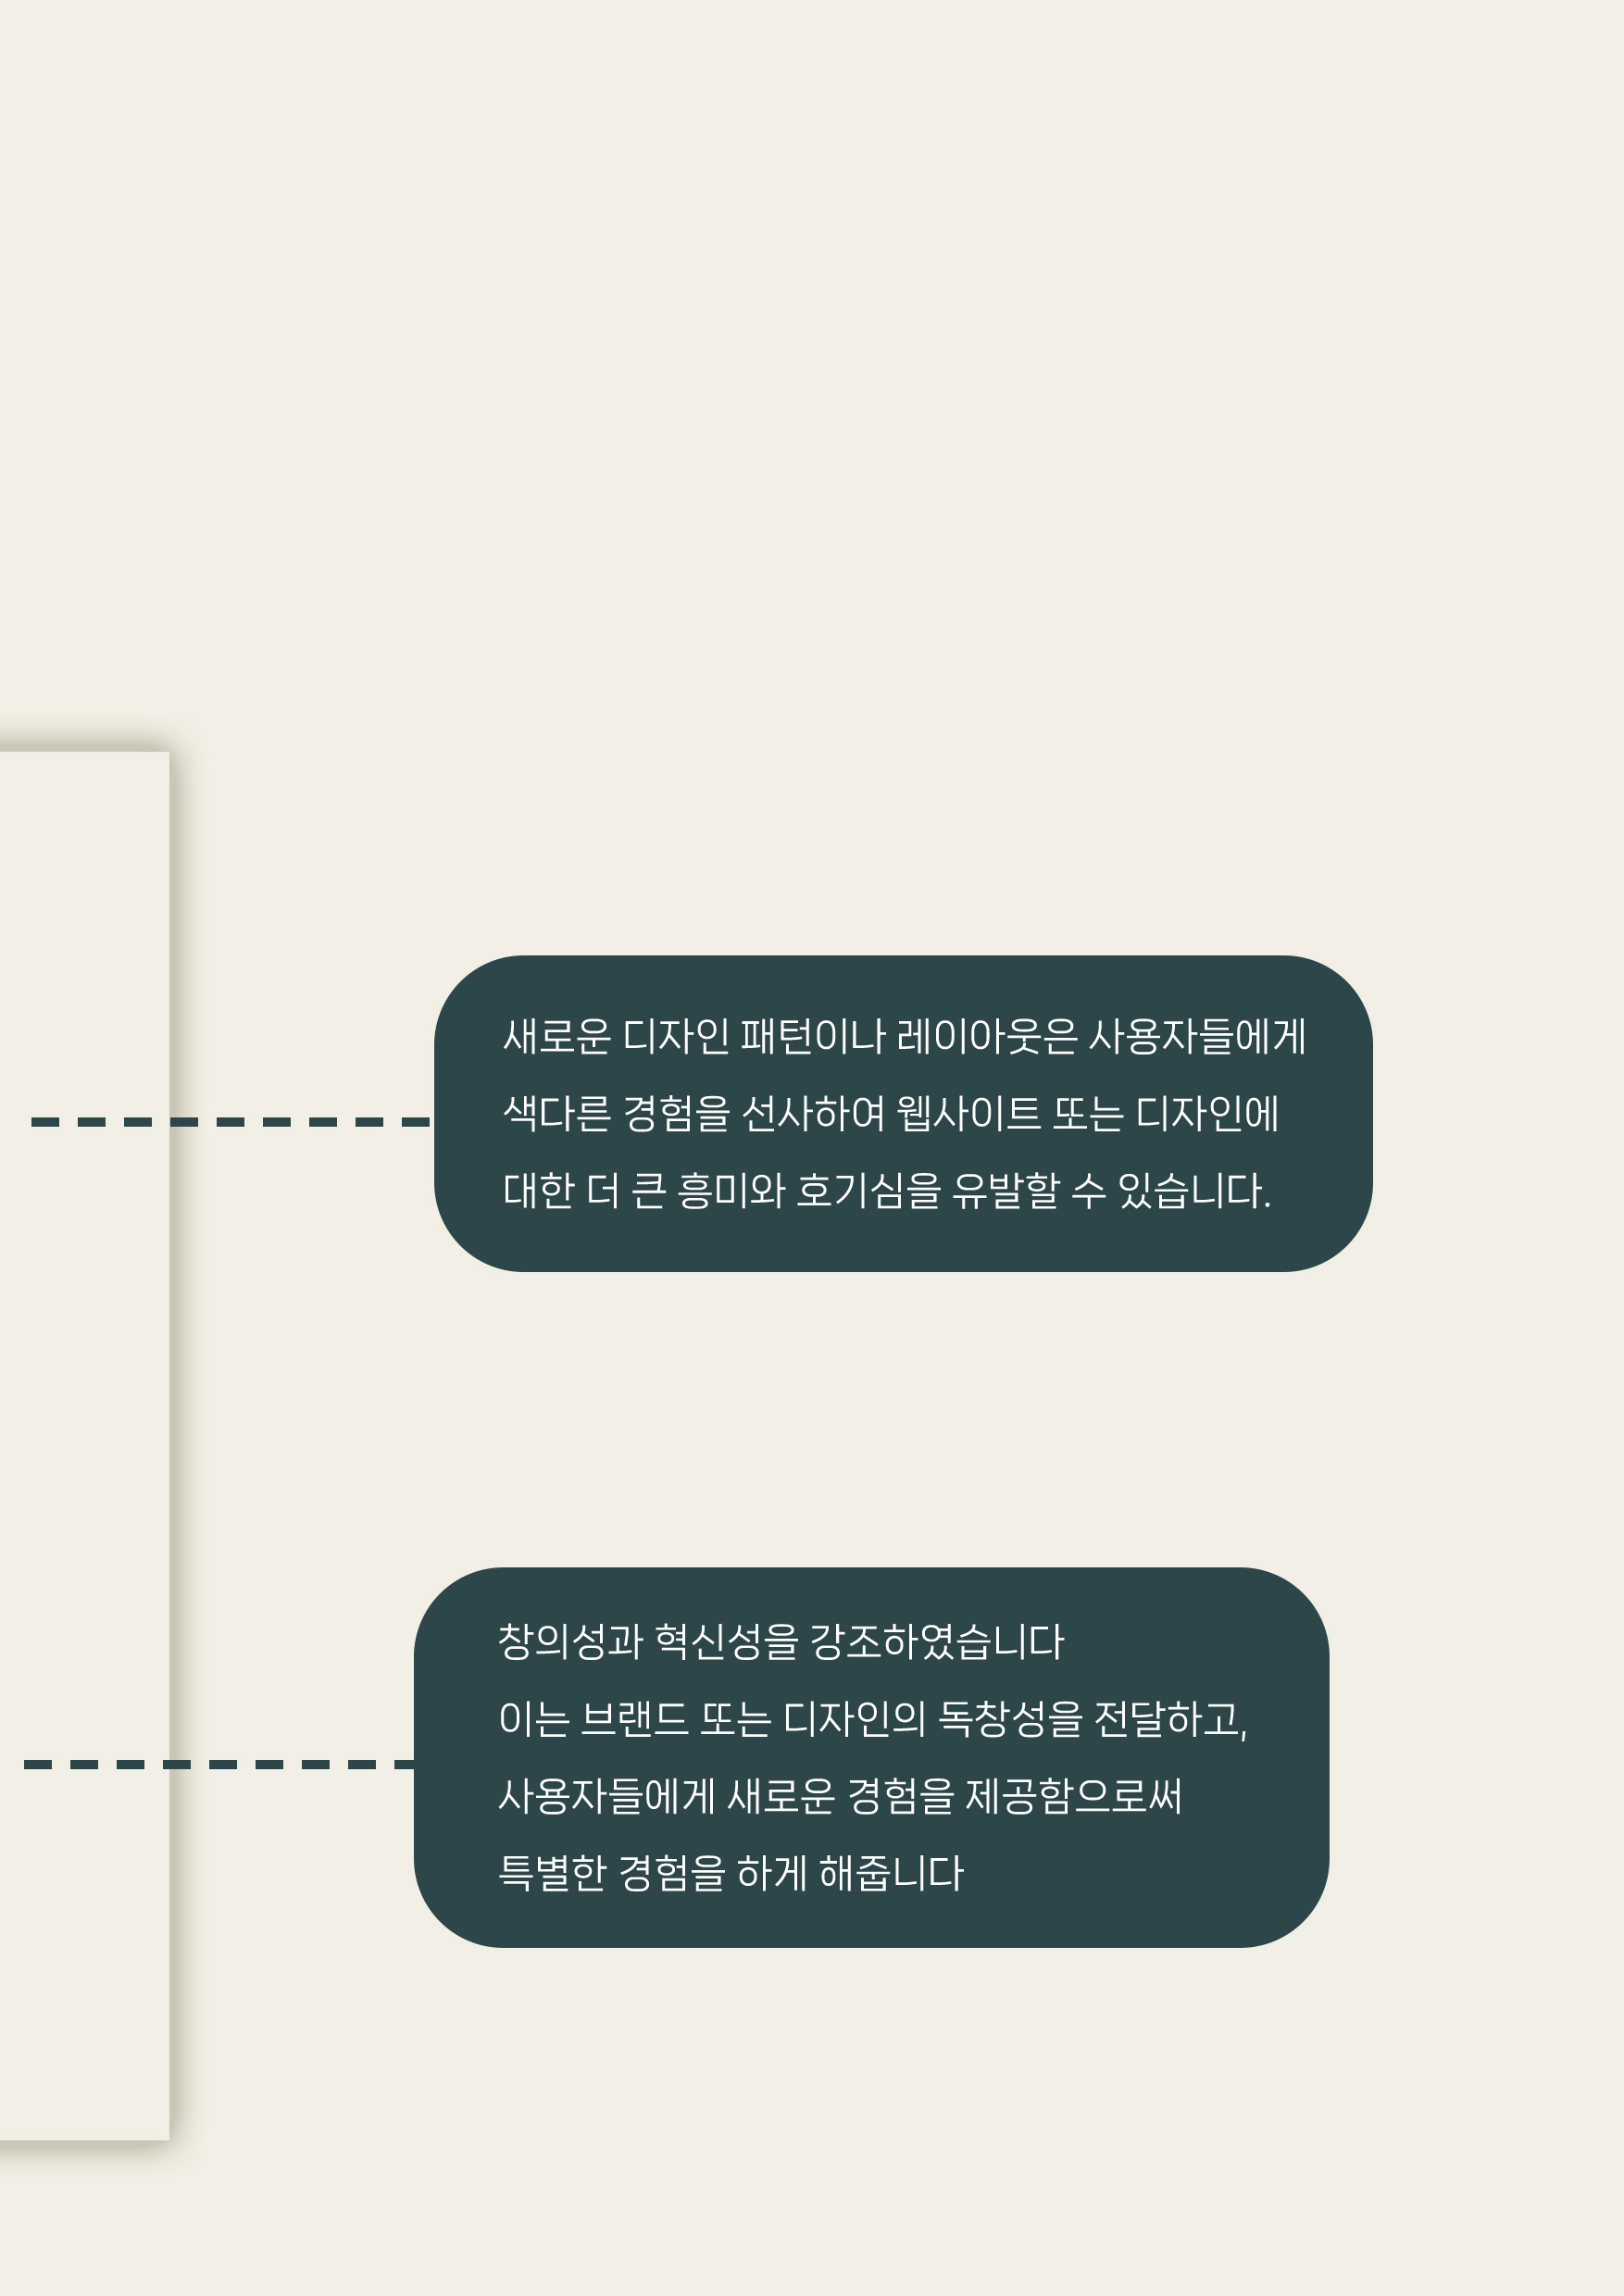 새로운 디자인 패턴이나 레이아웃은 사용자들에게
색다른 경험을 선사하여 웹사이트 또는 디자인에
대한 더 큰 흥미와 호기심을 유발할 수 있습니다.
창의성과 혁신성을 강조하였습니다
이는 브랜드 또는 디자인의 독창성을 전달하고,
사용자들에게 새로운 경험을 제공함으로써
특별한 경험을 하게 해줍니다